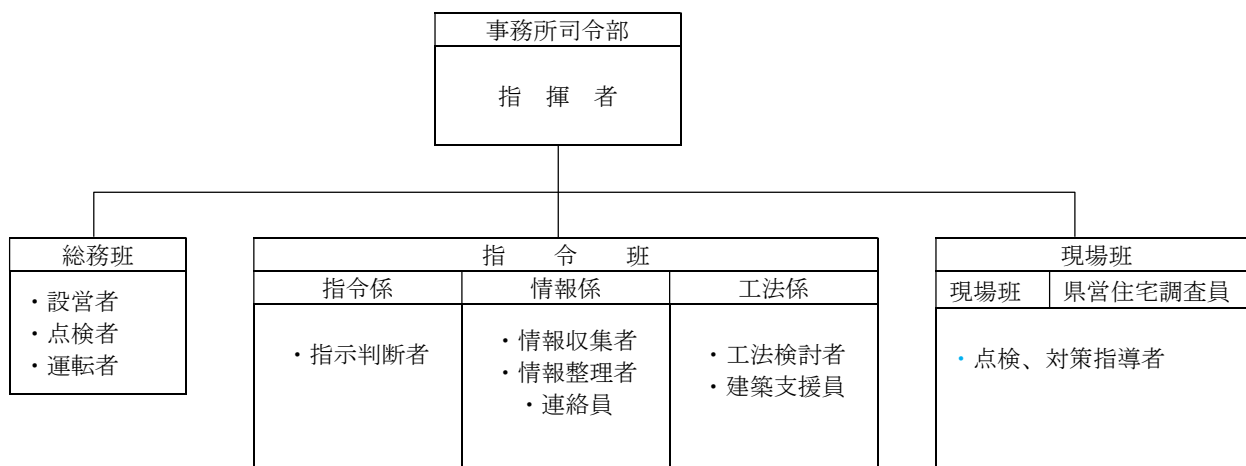 事務所司令部
指　揮　者
総務班
・設営者
・点検者
・運転者
指　令　班
指令係
・指示判断者
情報係
・情報収集者
・情報整理者
・連絡員
工法係
・工法検討者
・建築支援員
現場班
現場班
県営住宅調査員
・点検、対策指導者